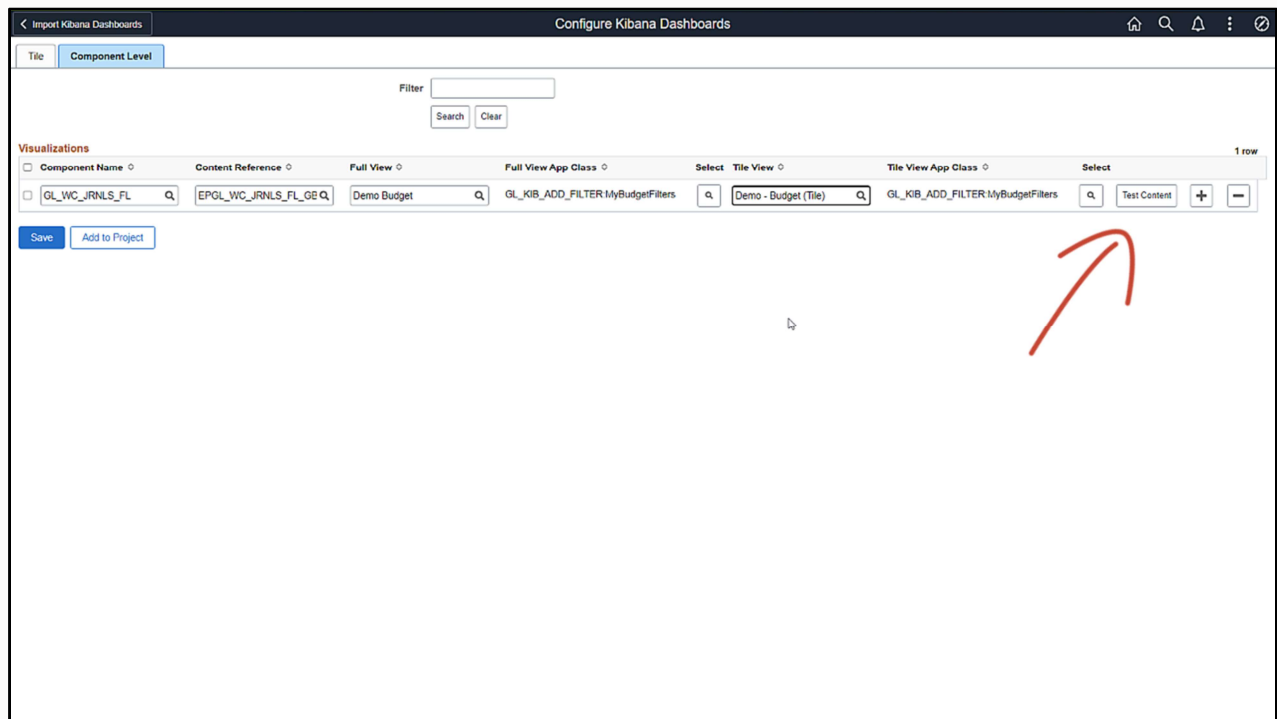 Import Kibana Dashboards
Configure Kibana Dashboards
Tile
Component Level
Filter
Search Clear
Visualizations
1 row
Component Name Content Reference Full View Full View App Class Select Tile View Tile View App Class Select
GL_WC_JRNLS_FL EPGL_WC_JRNLS_FL_GE Demo Budget GL_KIB_ADD_FILTER:MyBudgetFilters Demo - Budget (Tile) GL_KIB_ADD_FILTER:MyBudgetFilters Test Content
Save Add to Project